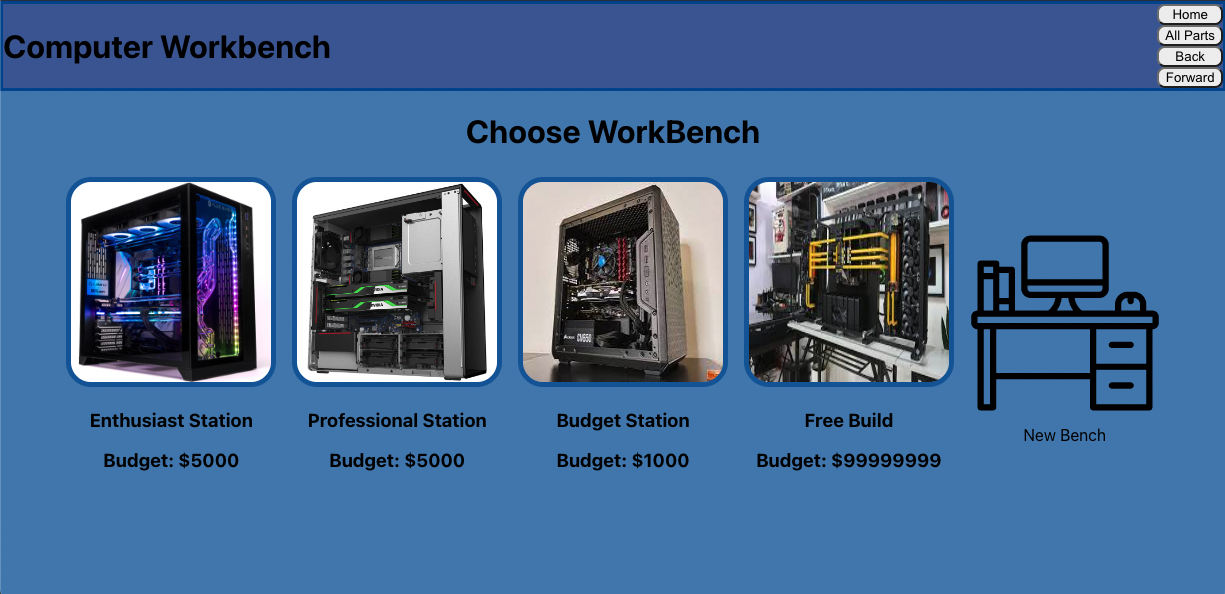 Computer Workbench
Home
All Parts
Back
Forward
Choose WorkBench
Enthusiast Station
Budget: $5000
Professional Station
Budget: $5000
Budget Station
Budget: $1000
Free Build
Budget: $99999999
New Bench